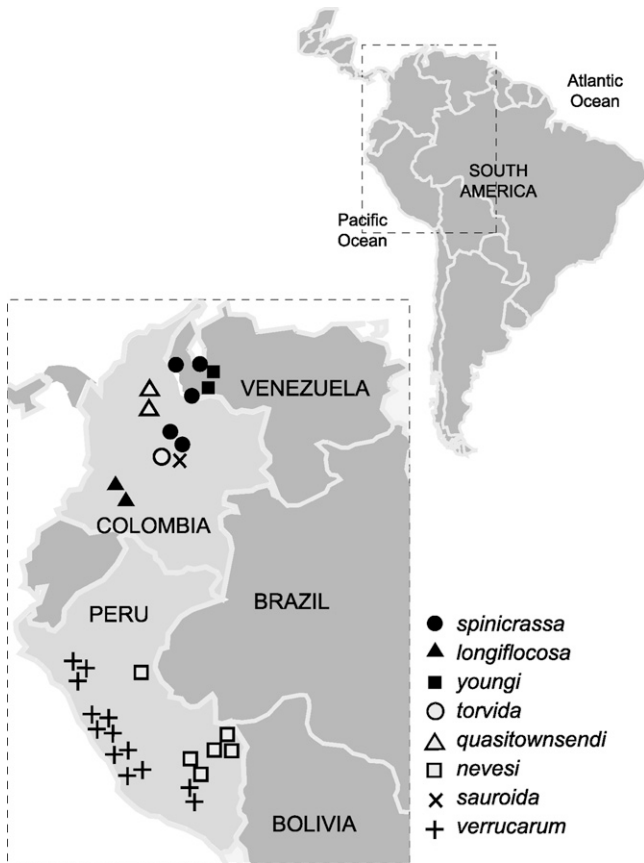 Atlantic
Ocean
SOUTH
AMERICA
Pacific
Ocean
VENEZUELA
COLOMBIA
PERU
BRAZIL
BOLIVIA
spinicrassa
longiflocosa
youngi
torvida
quasitownsendi
nevesi
sauroida
verrucarum